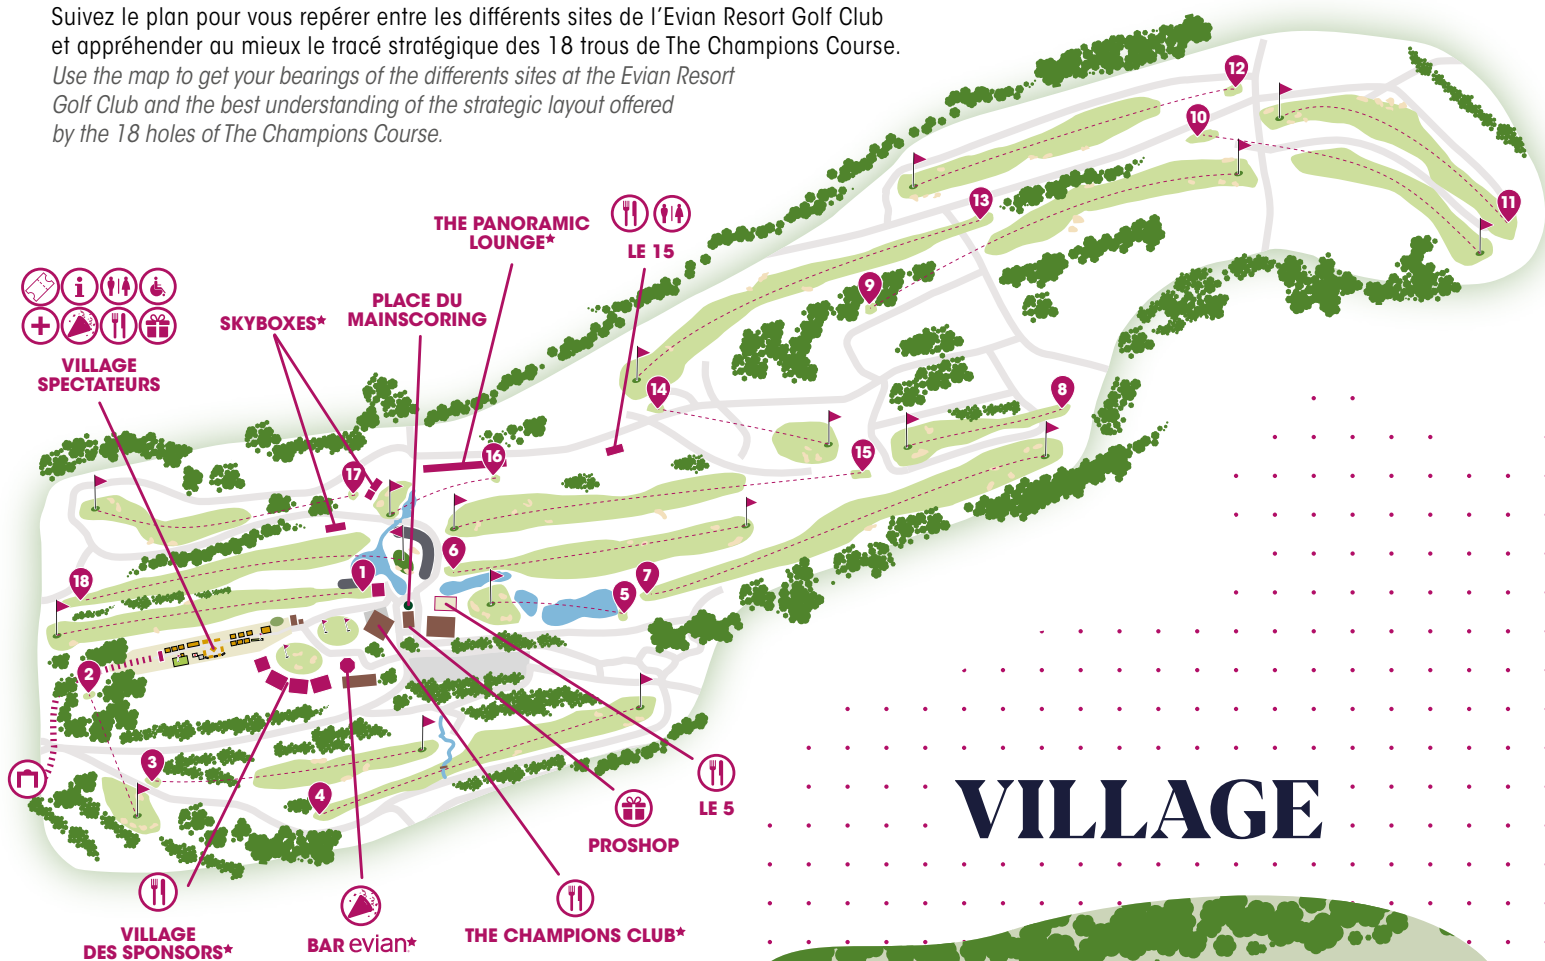 Suivez le plan pour vous repérer entre les différents sites de l’Evian Resort Golf Club
et appréhender au mieux le tracé stratégique des 18 trous de The Champions Course.
Use the map to get your bearings of the differents sites at the Evian Resort
Golf Club and the best understanding of the strategic layout offered
by the 18 holes of The Champions Course.
12
10
11
13
9
THE PANORAMIC
LOUNGE★
LE 15
PLACE DU
MAINSCORING
SKYBOXES★
VILLAGE
SPECTATEURS
14
8
15
16
17
6
1
18
7
5
2
3
4
LE 5
PROSHOP
VILLAGE
THE CHAMPIONS CLUB★
BAR evian★
VILLAGE
DES SPONSORS★